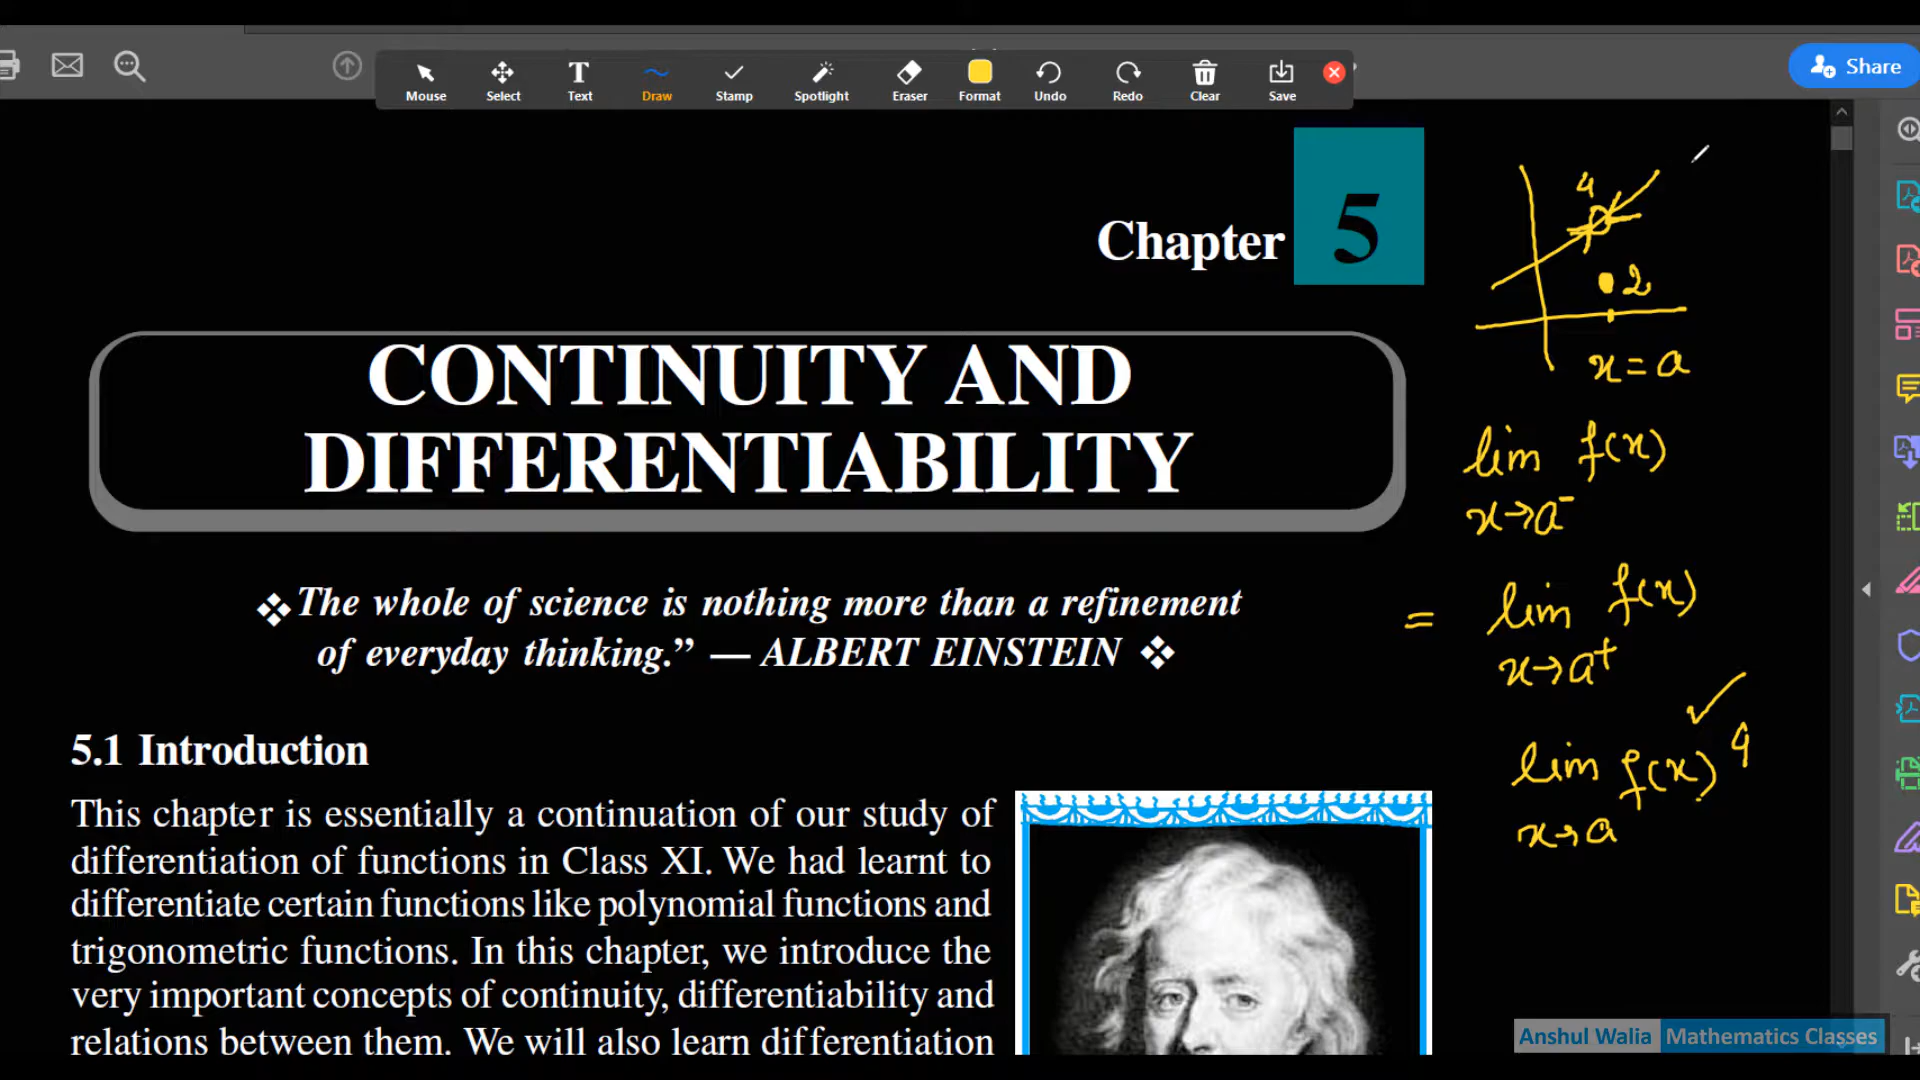 Share
Mouse Select Text Draw Stamp Spotlight Eraser Format Undo Redo Clear Save
Chapter 5
CONTINUITY AND
DIFFERENTIABILITY
❖ The whole of science is nothing more than a refinement
of everyday thinking.” — ALBERT EINSTEIN ❖
5.1 Introduction
This chapter is essentially a continuation of our study of
differentiation of functions in Class XI. We had learnt to
differentiate certain functions like polynomial functions and
trigonometric functions. In this chapter, we introduce the
very important concepts of continuity, differentiability and
relations between them. We will also learn differentiation
4
2
x = a
lim f(x)
x→a⁻
= lim f(x)
x→a⁺
✓
lim f(x) 4
x→a
Anshul Walia Mathematics Classes